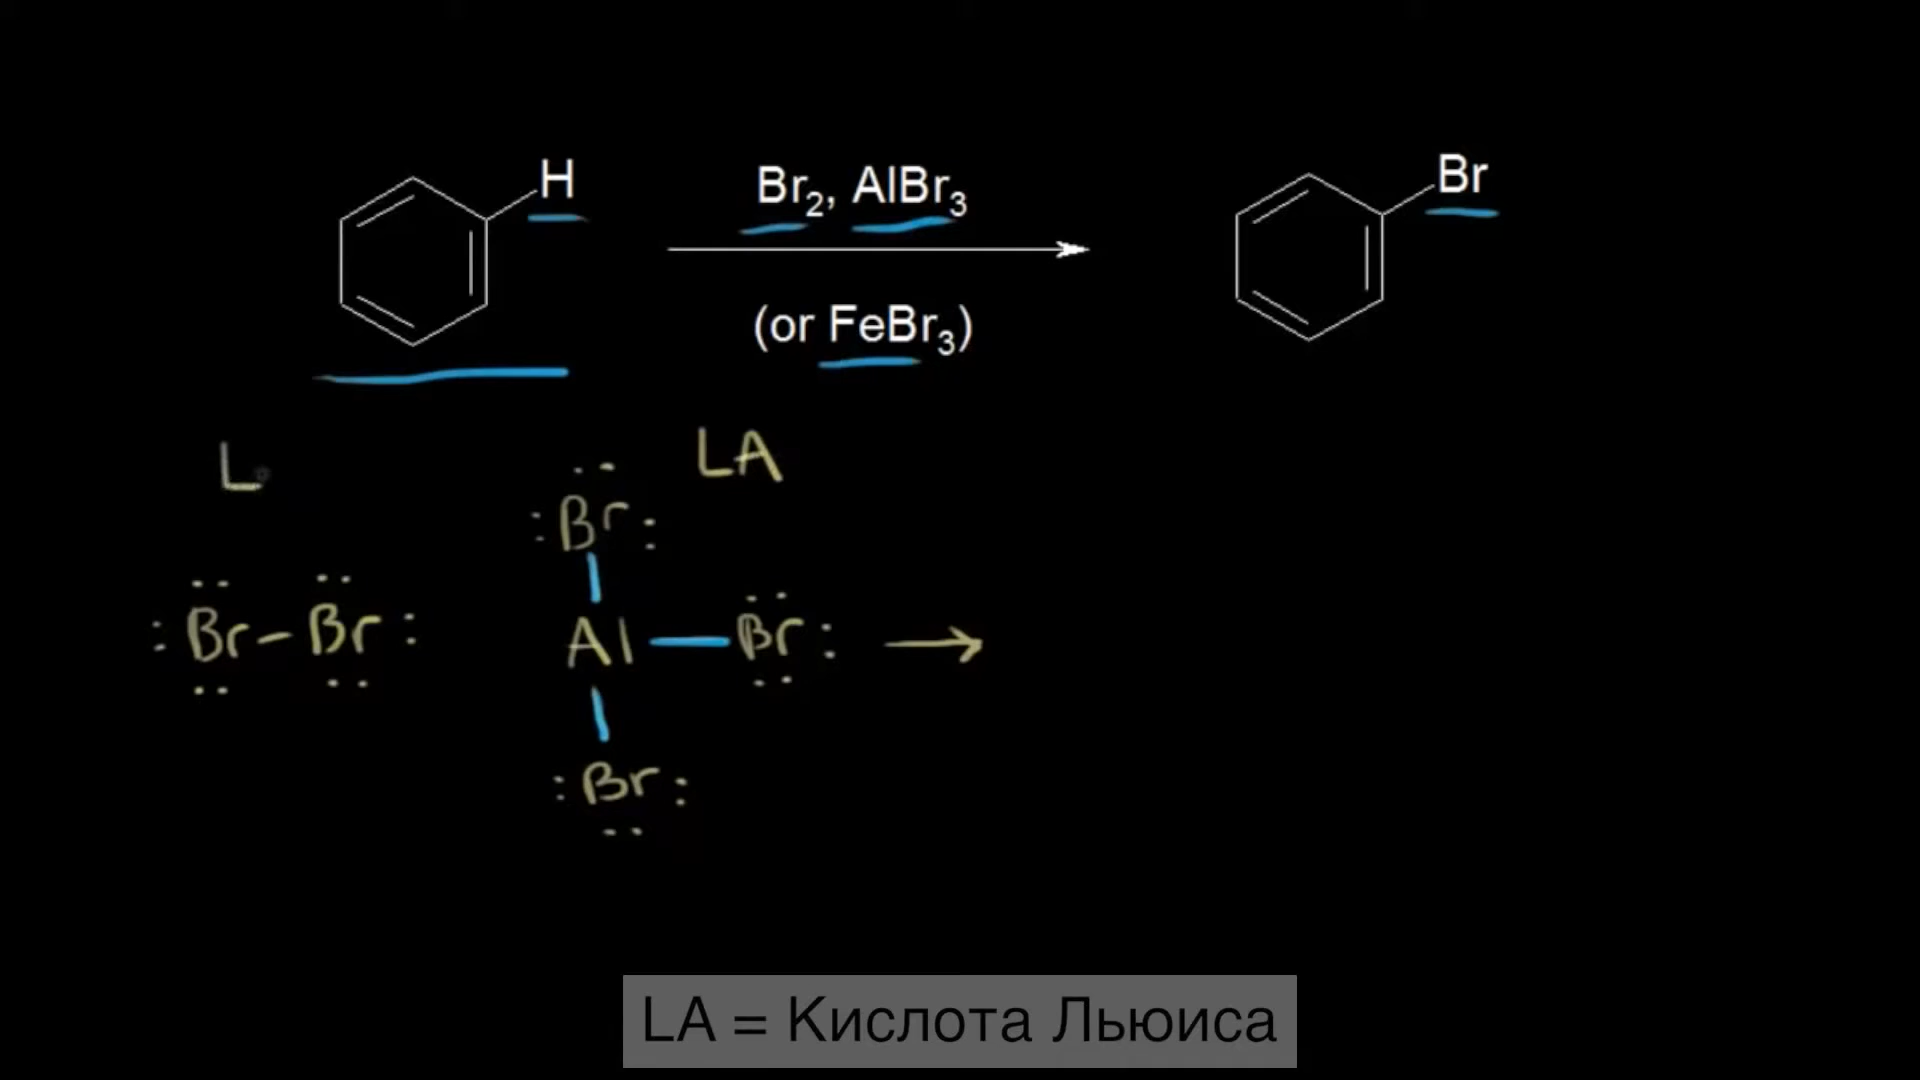 H
Br₂, AlBr₃
Br
(or FeBr₃)
L
LA
:Br:
:Br–Br:
Al—Br: →
:Br:
LA = Кислота Льюиса